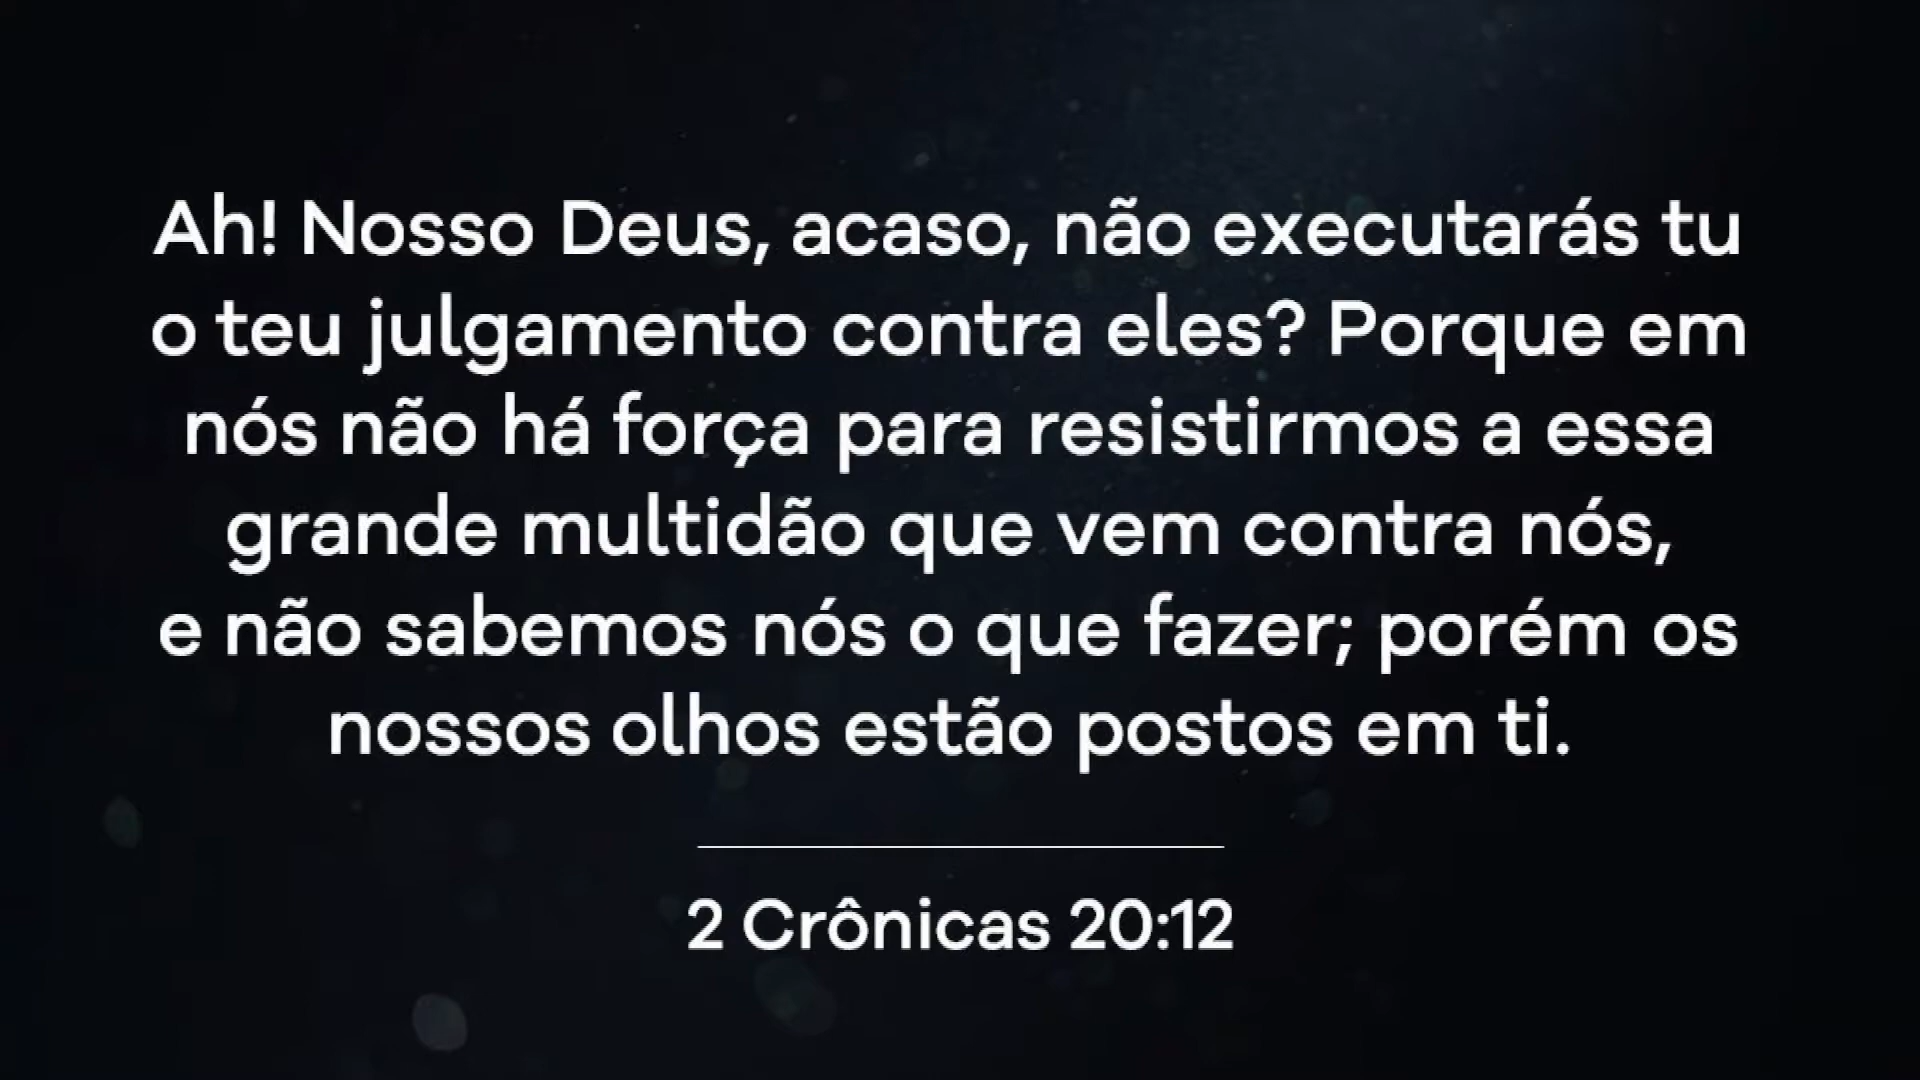 Ah! Nosso Deus, acaso, não executarás tu
o teu julgamento contra eles? Porque em
nós não há força para resistirmos a essa
grande multidão que vem contra nós,
e não sabemos nós o que fazer; porém os
nossos olhos estão postos em ti.
2 Crônicas 20:12